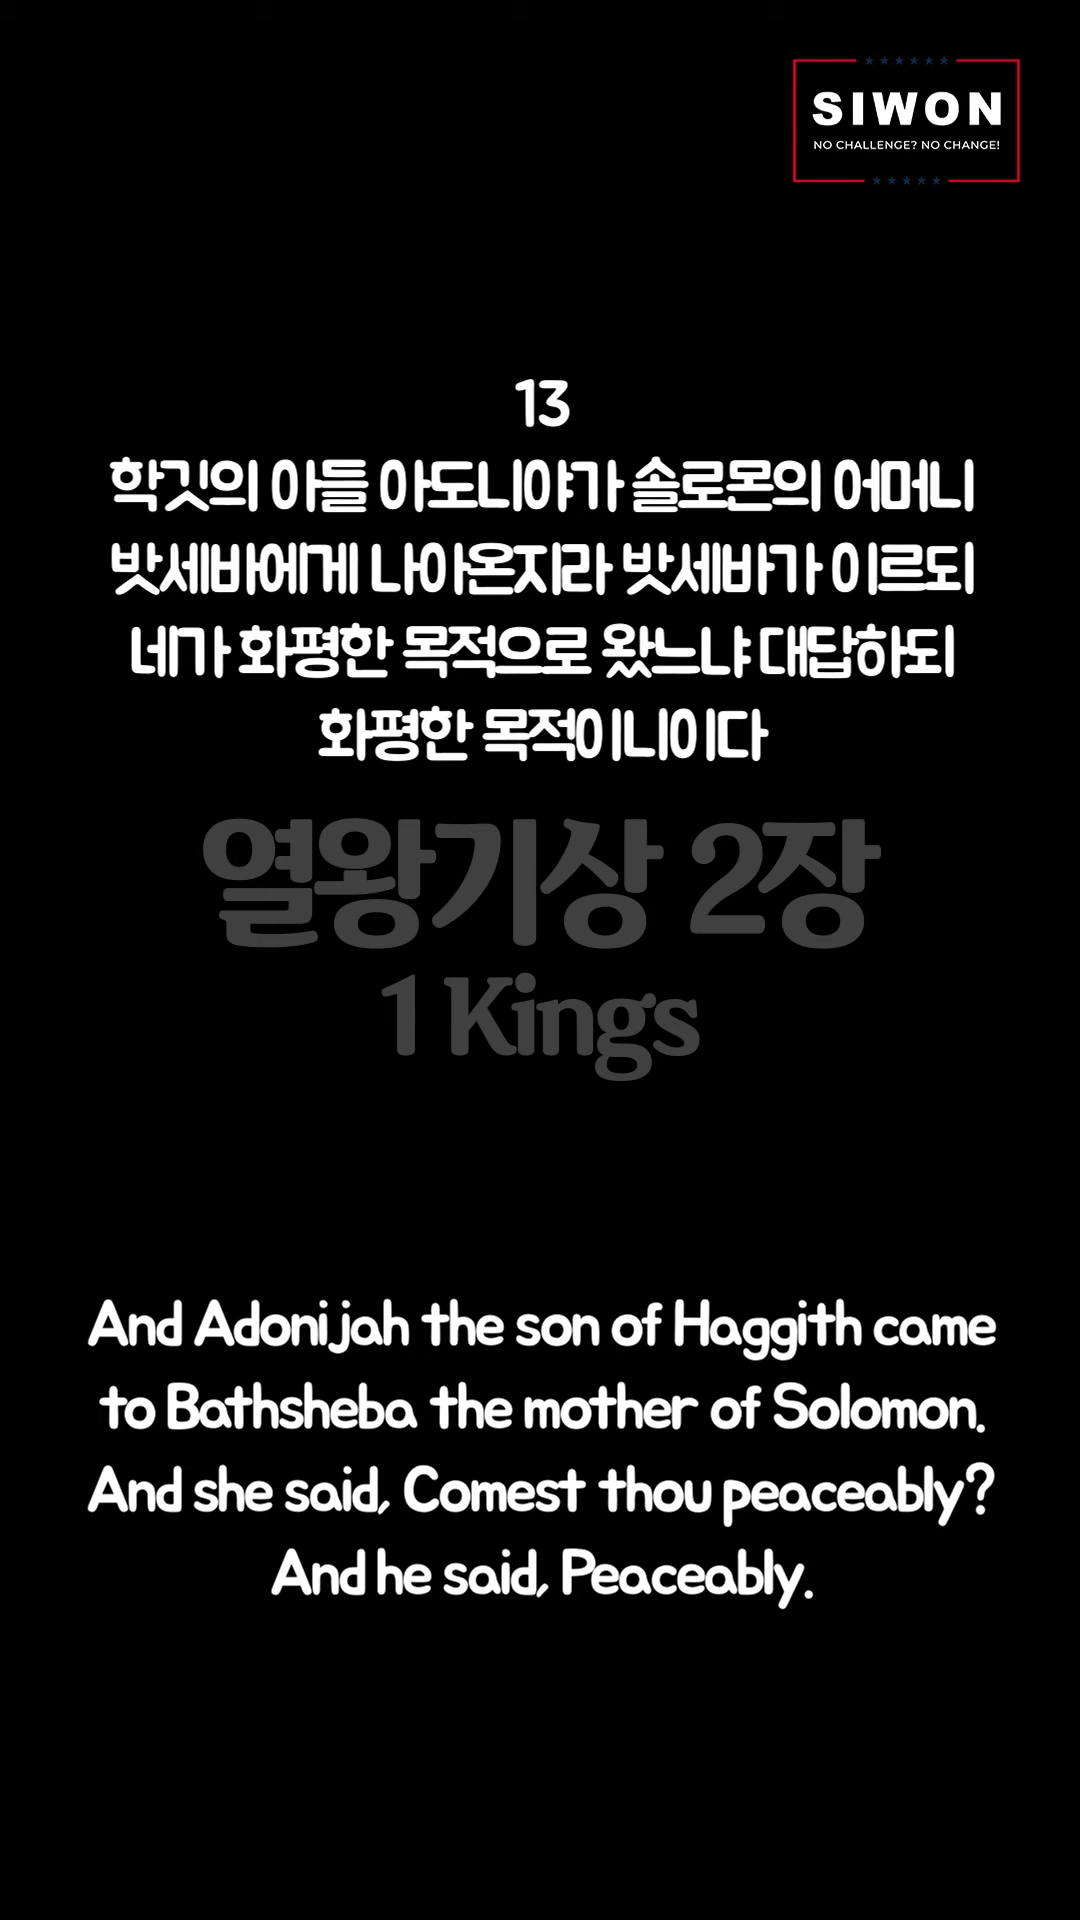 SIWON
NO CHALLENGE? NO CHANGE!
13
학깃의 아들 아도니야가 솔로몬의 어머니
밧세바에게 나아온지라 밧세바가 이르되
네가 화평한 목적으로 왔느냐 대답하되
화평한 목적이니이다
열왕기상 2장
1 Kings
And Adonijah the son of Haggith came
to Bathsheba the mother of Solomon.
And she said, Comest thou peaceably?
And he said, Peaceably.